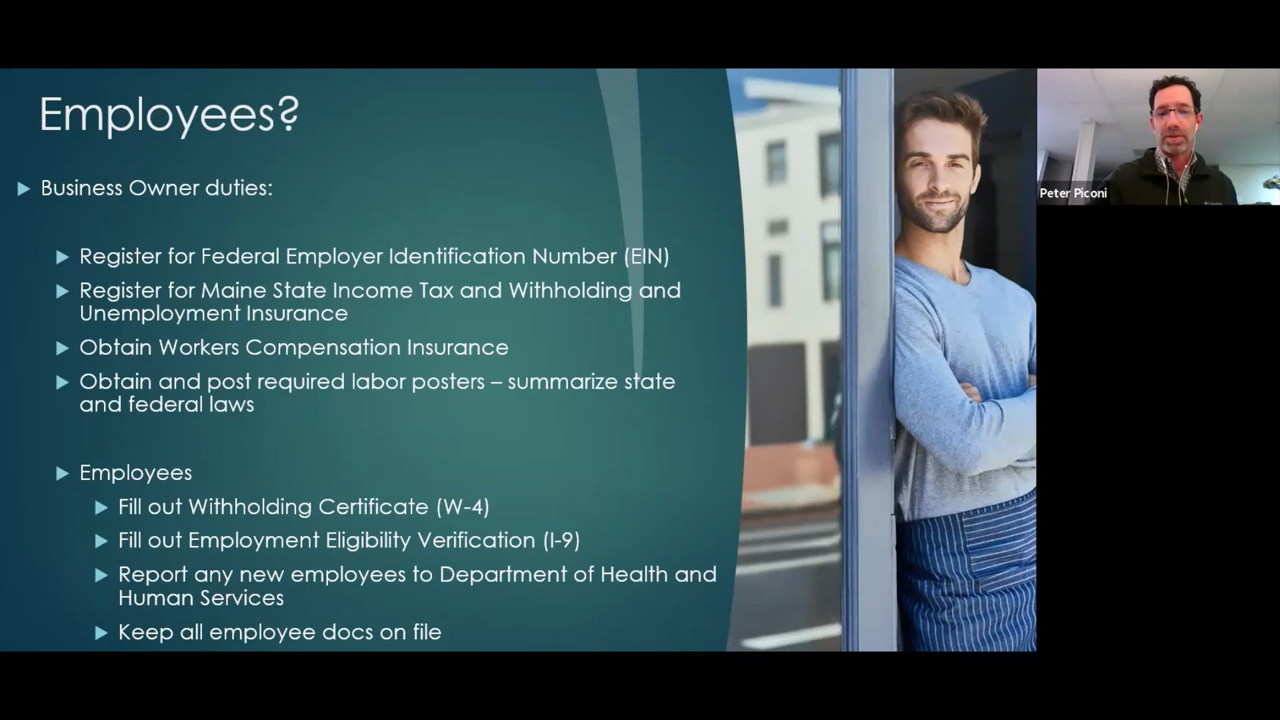 Employees?
Business Owner duties:
Register for Federal Employer Identification Number (EIN)
Register for Maine State Income Tax and Withholding and
Unemployment Insurance
Obtain Workers Compensation Insurance
Obtain and post required labor posters – summarize state
and federal laws
Employees
Fill out Withholding Certificate (W-4)
Fill out Employment Eligibility Verification (I-9)
Report any new employees to Department of Health and
Human Services
Keep all employee docs on file
Peter Piconi